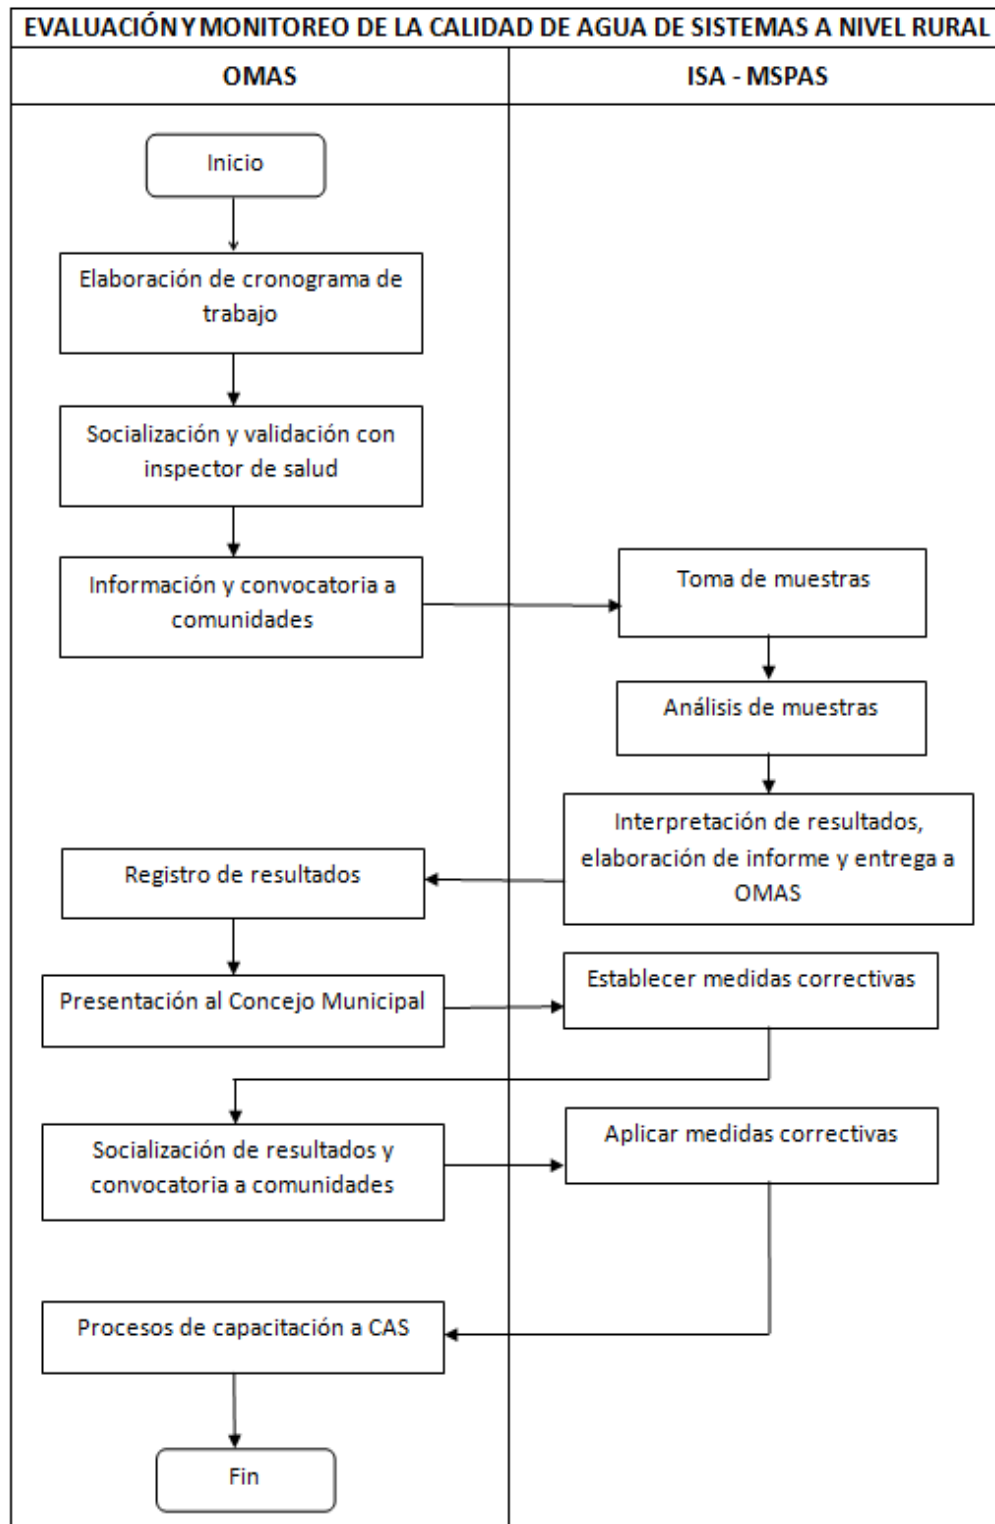 EVALUACIÓN Y MONITOREO DE LA CALIDAD DE AGUA DE SISTEMAS A NIVEL RURAL
OMAS
ISA - MSPAS
Inicio
Elaboración de cronograma de
trabajo
Socialización y validación con
inspector de salud
Información y convocatoria a
comunidades
Toma de muestras
Análisis de muestras
Interpretación de resultados,
elaboración de informe y entrega a
OMAS
Registro de resultados
Presentación al Concejo Municipal
Establecer medidas correctivas
Socialización de resultados y
convocatoria a comunidades
Aplicar medidas correctivas
Procesos de capacitación a CAS
Fin